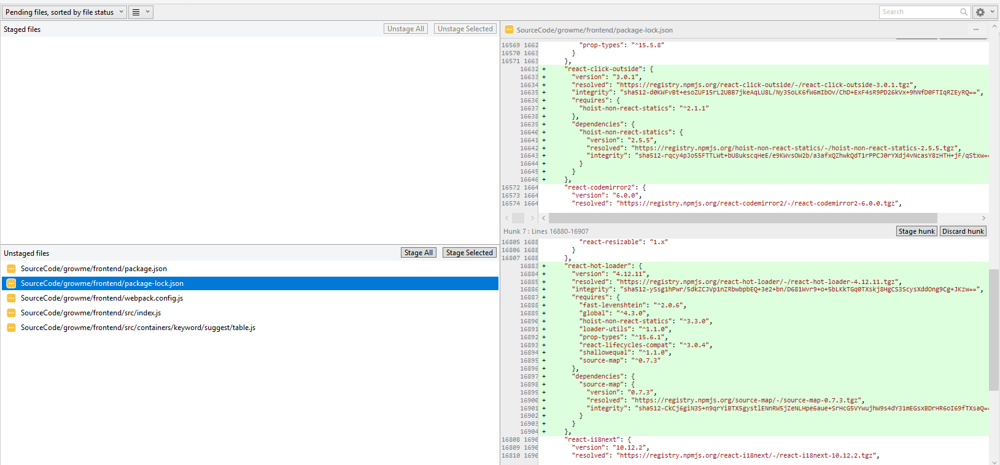 Pending files, sorted by file status
Search
Staged files
Unstage All
Unstage Selected
Unstaged files
Stage All
Stage Selected
SourceCode/growme/frontend/package.json
SourceCode/growme/frontend/package-lock.json
SourceCode/growme/frontend/webpack.config.js
SourceCode/growme/frontend/src/index.js
SourceCode/growme/frontend/src/containers/keyword/suggest/table.js
SourceCode/growme/frontend/package-lock.json
16569 1662 "prop-types": "^15.5.8"
16570 1663 }
16571 1663 },
16632 + "react-click-outside": {
16633 + "version": "3.0.1",
16634 + "resolved": "https://registry.npmjs.org/react-click-outside/-/react-click-outside-3.0.1.tgz",
16635 + "integrity": "sha512-d0KWFvBt+esoZUF15rL2UBB7jkeAqLU8L/Ny35oLK6fW6mIbOv/ChD+ExF4sR9PD26kVx+9hNfD0FTIqRZEyRQ==",
16636 + "requires": {
16637 + "hoist-non-react-statics": "^2.1.1"
16638 + },
16639 + "dependencies": {
16640 + "hoist-non-react-statics": {
16641 + "version": "2.5.5",
16642 + "resolved": "https://registry.npmjs.org/hoist-non-react-statics/-/hoist-non-react-statics-2.5.5.tgz",
16643 + "integrity": "sha512-rqcy4pJo55FTTLWt+bU8ukscqHeE/e9KWvsOW2b/a3afxQZhwkQdT1rPPCJ0rYXdj4vNcasY8zHTH+jF/qStxw==
16644 + }
16645 + }
16646 + },
16572 1664 "react-codemirror2": {
16573 1664 "version": "6.0.0",
16574 1664 "resolved": "https://registry.npmjs.org/react-codemirror2/-/react-codemirror2-6.0.0.tgz",
Hunk 7 : Lines 16880-16907
Stage hunk
Discard hunk
16805 1688 "react-resizable": "1.x"
16806 1688 }
16807 1688 },
16883 + "react-hot-loader": {
16884 + "version": "4.12.11",
16885 + "resolved": "https://registry.npmjs.org/react-hot-loader/-/react-hot-loader-4.12.11.tgz",
16886 + "integrity": "sha512-ySsg1hPwr/5dkZC3Vp1nZRbwbpbEQ+3e2+bn/D681Wvr9+o+5bLKkTGq0TXskj8HgCS3ScysXddOng9Cg+JKzw==",
16887 + "requires": {
16888 + "fast-levenshtein": "^2.0.6",
16889 + "global": "^4.3.0",
16890 + "hoist-non-react-statics": "^3.3.0",
16891 + "loader-utils": "^1.1.0",
16892 + "prop-types": "^15.6.1",
16893 + "react-lifecycles-compat": "^3.0.4",
16894 + "shallowequal": "^1.1.0",
16895 + "source-map": "^0.7.3"
16896 + },
16897 + "dependencies": {
16898 + "source-map": {
16899 + "version": "0.7.3",
16900 + "resolved": "https://registry.npmjs.org/source-map/-/source-map-0.7.3.tgz",
16901 + "integrity": "sha512-CkCj6giN3S+n9qrYiBTX5gystlENnRW5jZeNLHpe6aue+SrHcG5VYwujhW9s4dY31mEGsxBDrHR6oI69fTXsaQ==
16902 + }
16903 + }
16904 + },
16808 1690 "react-i18next": {
16809 1690 "version": "10.12.2",
16810 1690 "resolved": "https://registry.npmjs.org/react-i18next/-/react-i18next-10.12.2.tgz",